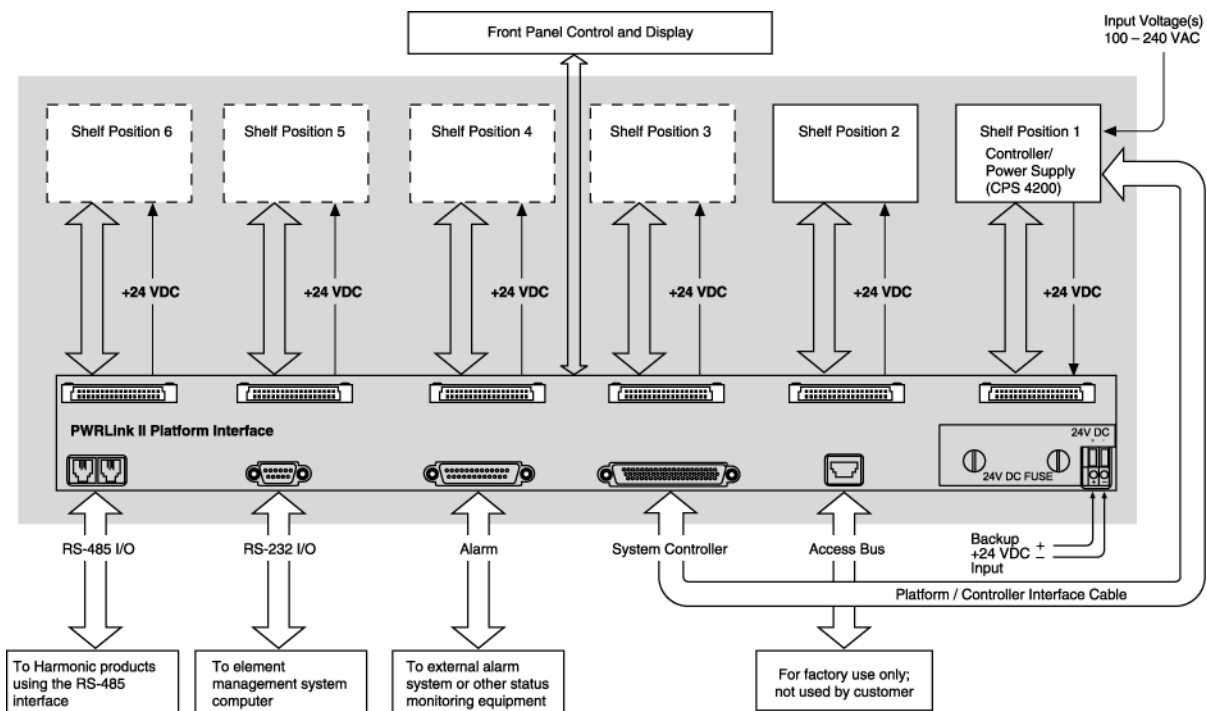 Front Panel Control and Display
Input Voltage(s)
100 – 240 VAC
Shelf Position 6
Shelf Position 5
Shelf Position 4
Shelf Position 3
Shelf Position 2
Shelf Position 1
Controller/
Power Supply
(CPS 4200)
+24 VDC
+24 VDC
+24 VDC
+24 VDC
+24 VDC
+24 VDC
PWRLink II Platform Interface
24V DC
+ -
24V DC FUSE
+ –
RS-485 I/O
RS-232 I/O
Alarm
System Controller
Access Bus
Backup +
+24 VDC –
Input
Platform / Controller Interface Cable
To Harmonic products
using the RS-485
interface
To element
management system
computer
To external alarm
system or other status
monitoring equipment
For factory use only;
not used by customer